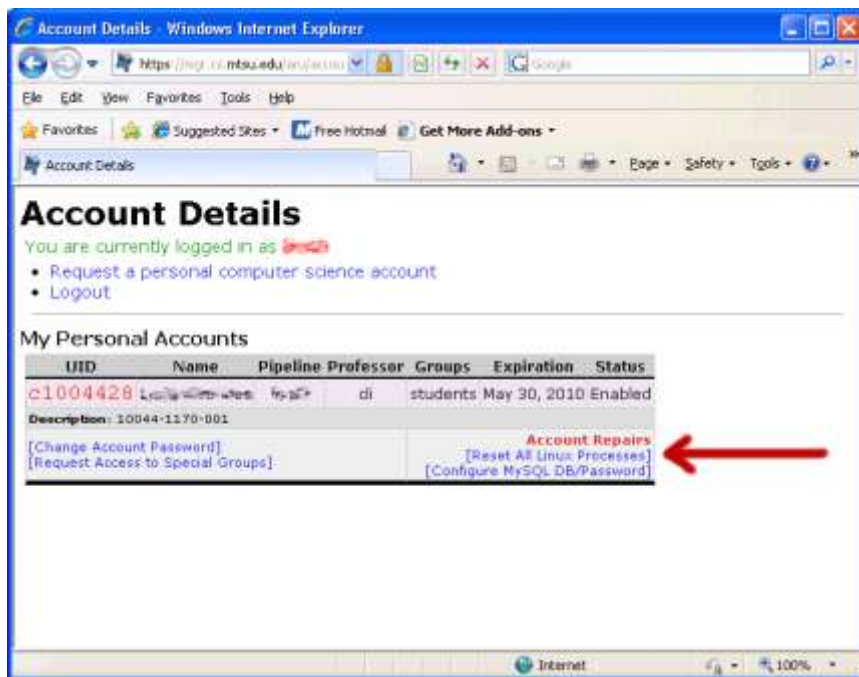 Account Details - Windows Internet Explorer
https mtsu.edu Google
File Edit View Favorites Tools Help
Favorites Suggested Sites Free Hotmail Get More Add-ons
Account Details Page Safety Tools
Account Details
You are currently logged in as
• Request a personal computer science account
• Logout
My Personal Accounts
UID Name Pipeline Professor Groups Expiration Status
c1004428 di students May 30, 2010 Enabled
Description: 10044-1170-001
Account Repairs
[Change Account Password] [Reset All Linux Processes]
[Request Access to Special Groups] [Configure MySQL DB/Password]
Internet 100%